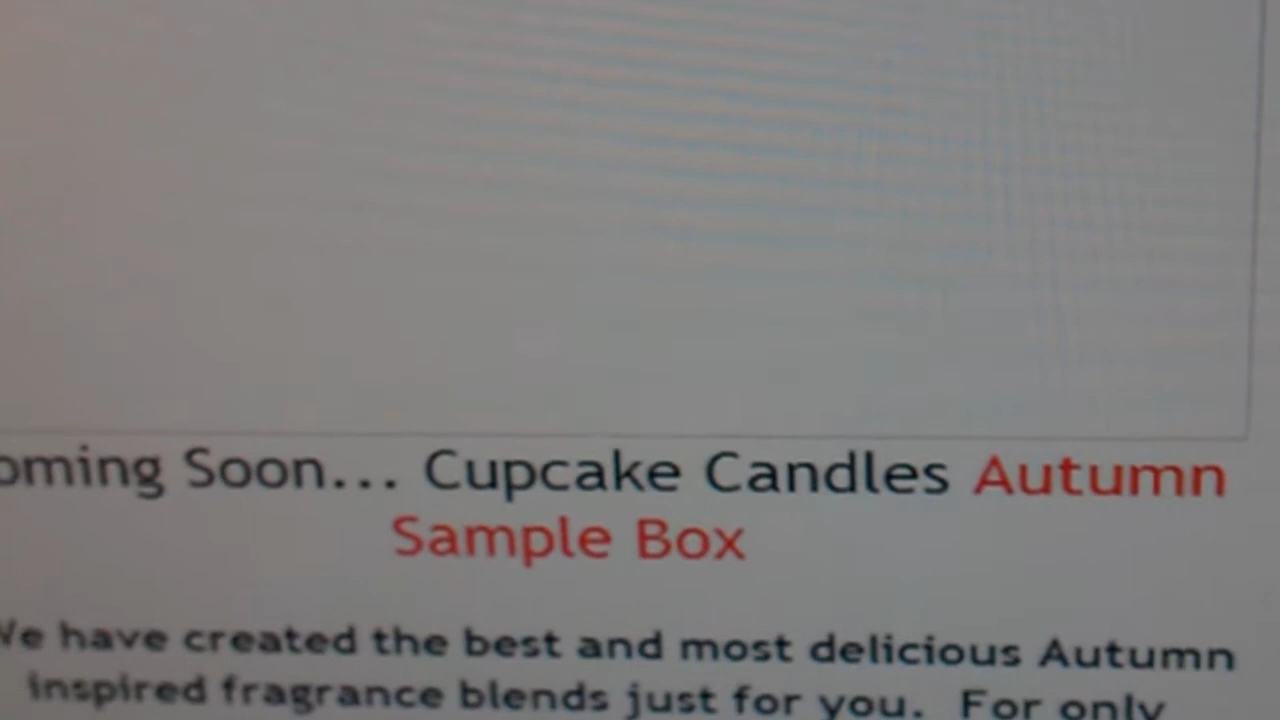 oming Soon... Cupcake Candles Autumn
Sample Box
We have created the best and most delicious Autumn
inspired fragrance blends just for you. For only